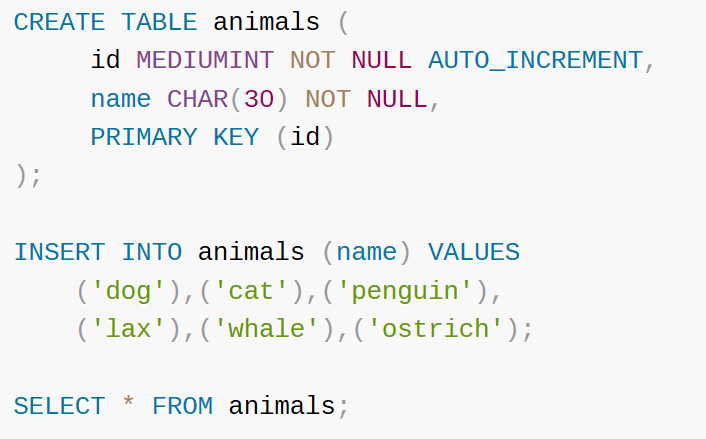 CREATE TABLE animals (
     id MEDIUMINT NOT NULL AUTO_INCREMENT,
     name CHAR(30) NOT NULL,
     PRIMARY KEY (id)
);

INSERT INTO animals (name) VALUES
    ('dog'),('cat'),('penguin'),
    ('lax'),('whale'),('ostrich');

SELECT * FROM animals;